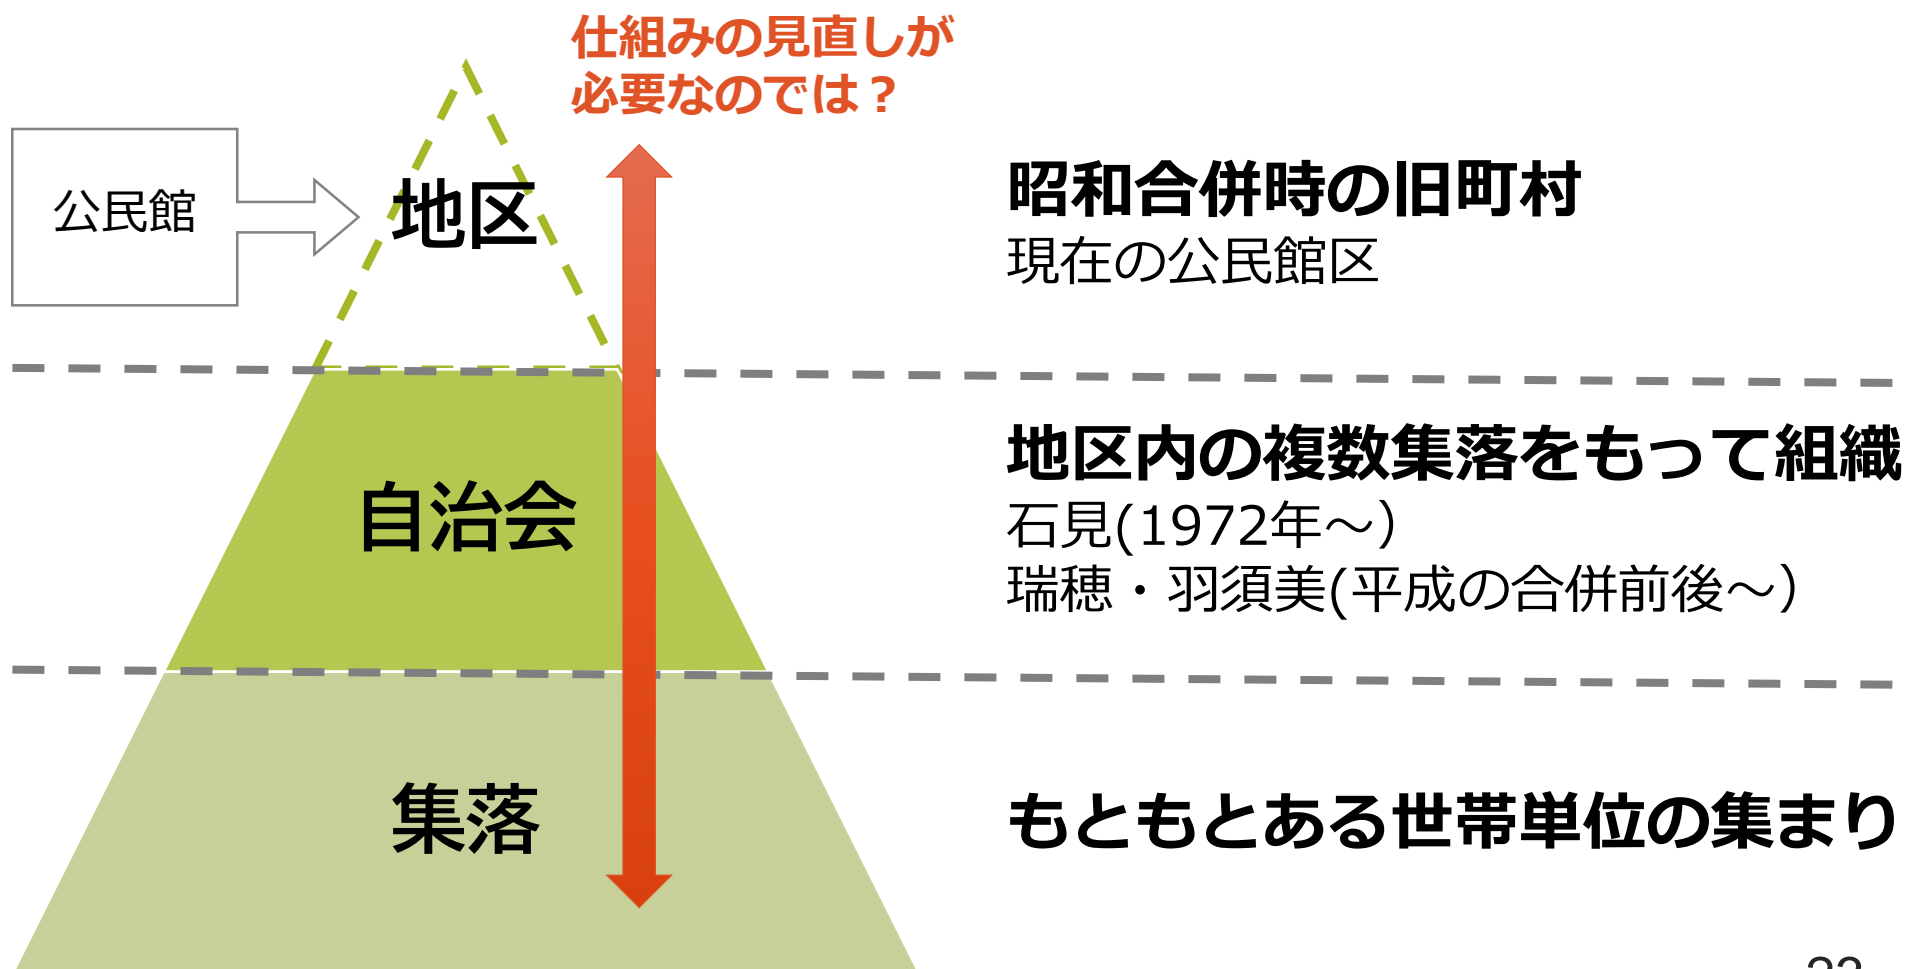 仕組みの見直しが
必要なのでは？
公民館
地区
昭和合併時の旧町村
現在の公民館区
自治会
地区内の複数集落をもって組織
石見(1972年～）
瑞穂・羽須美(平成の合併前後～）
集落
もともとある世帯単位の集まり